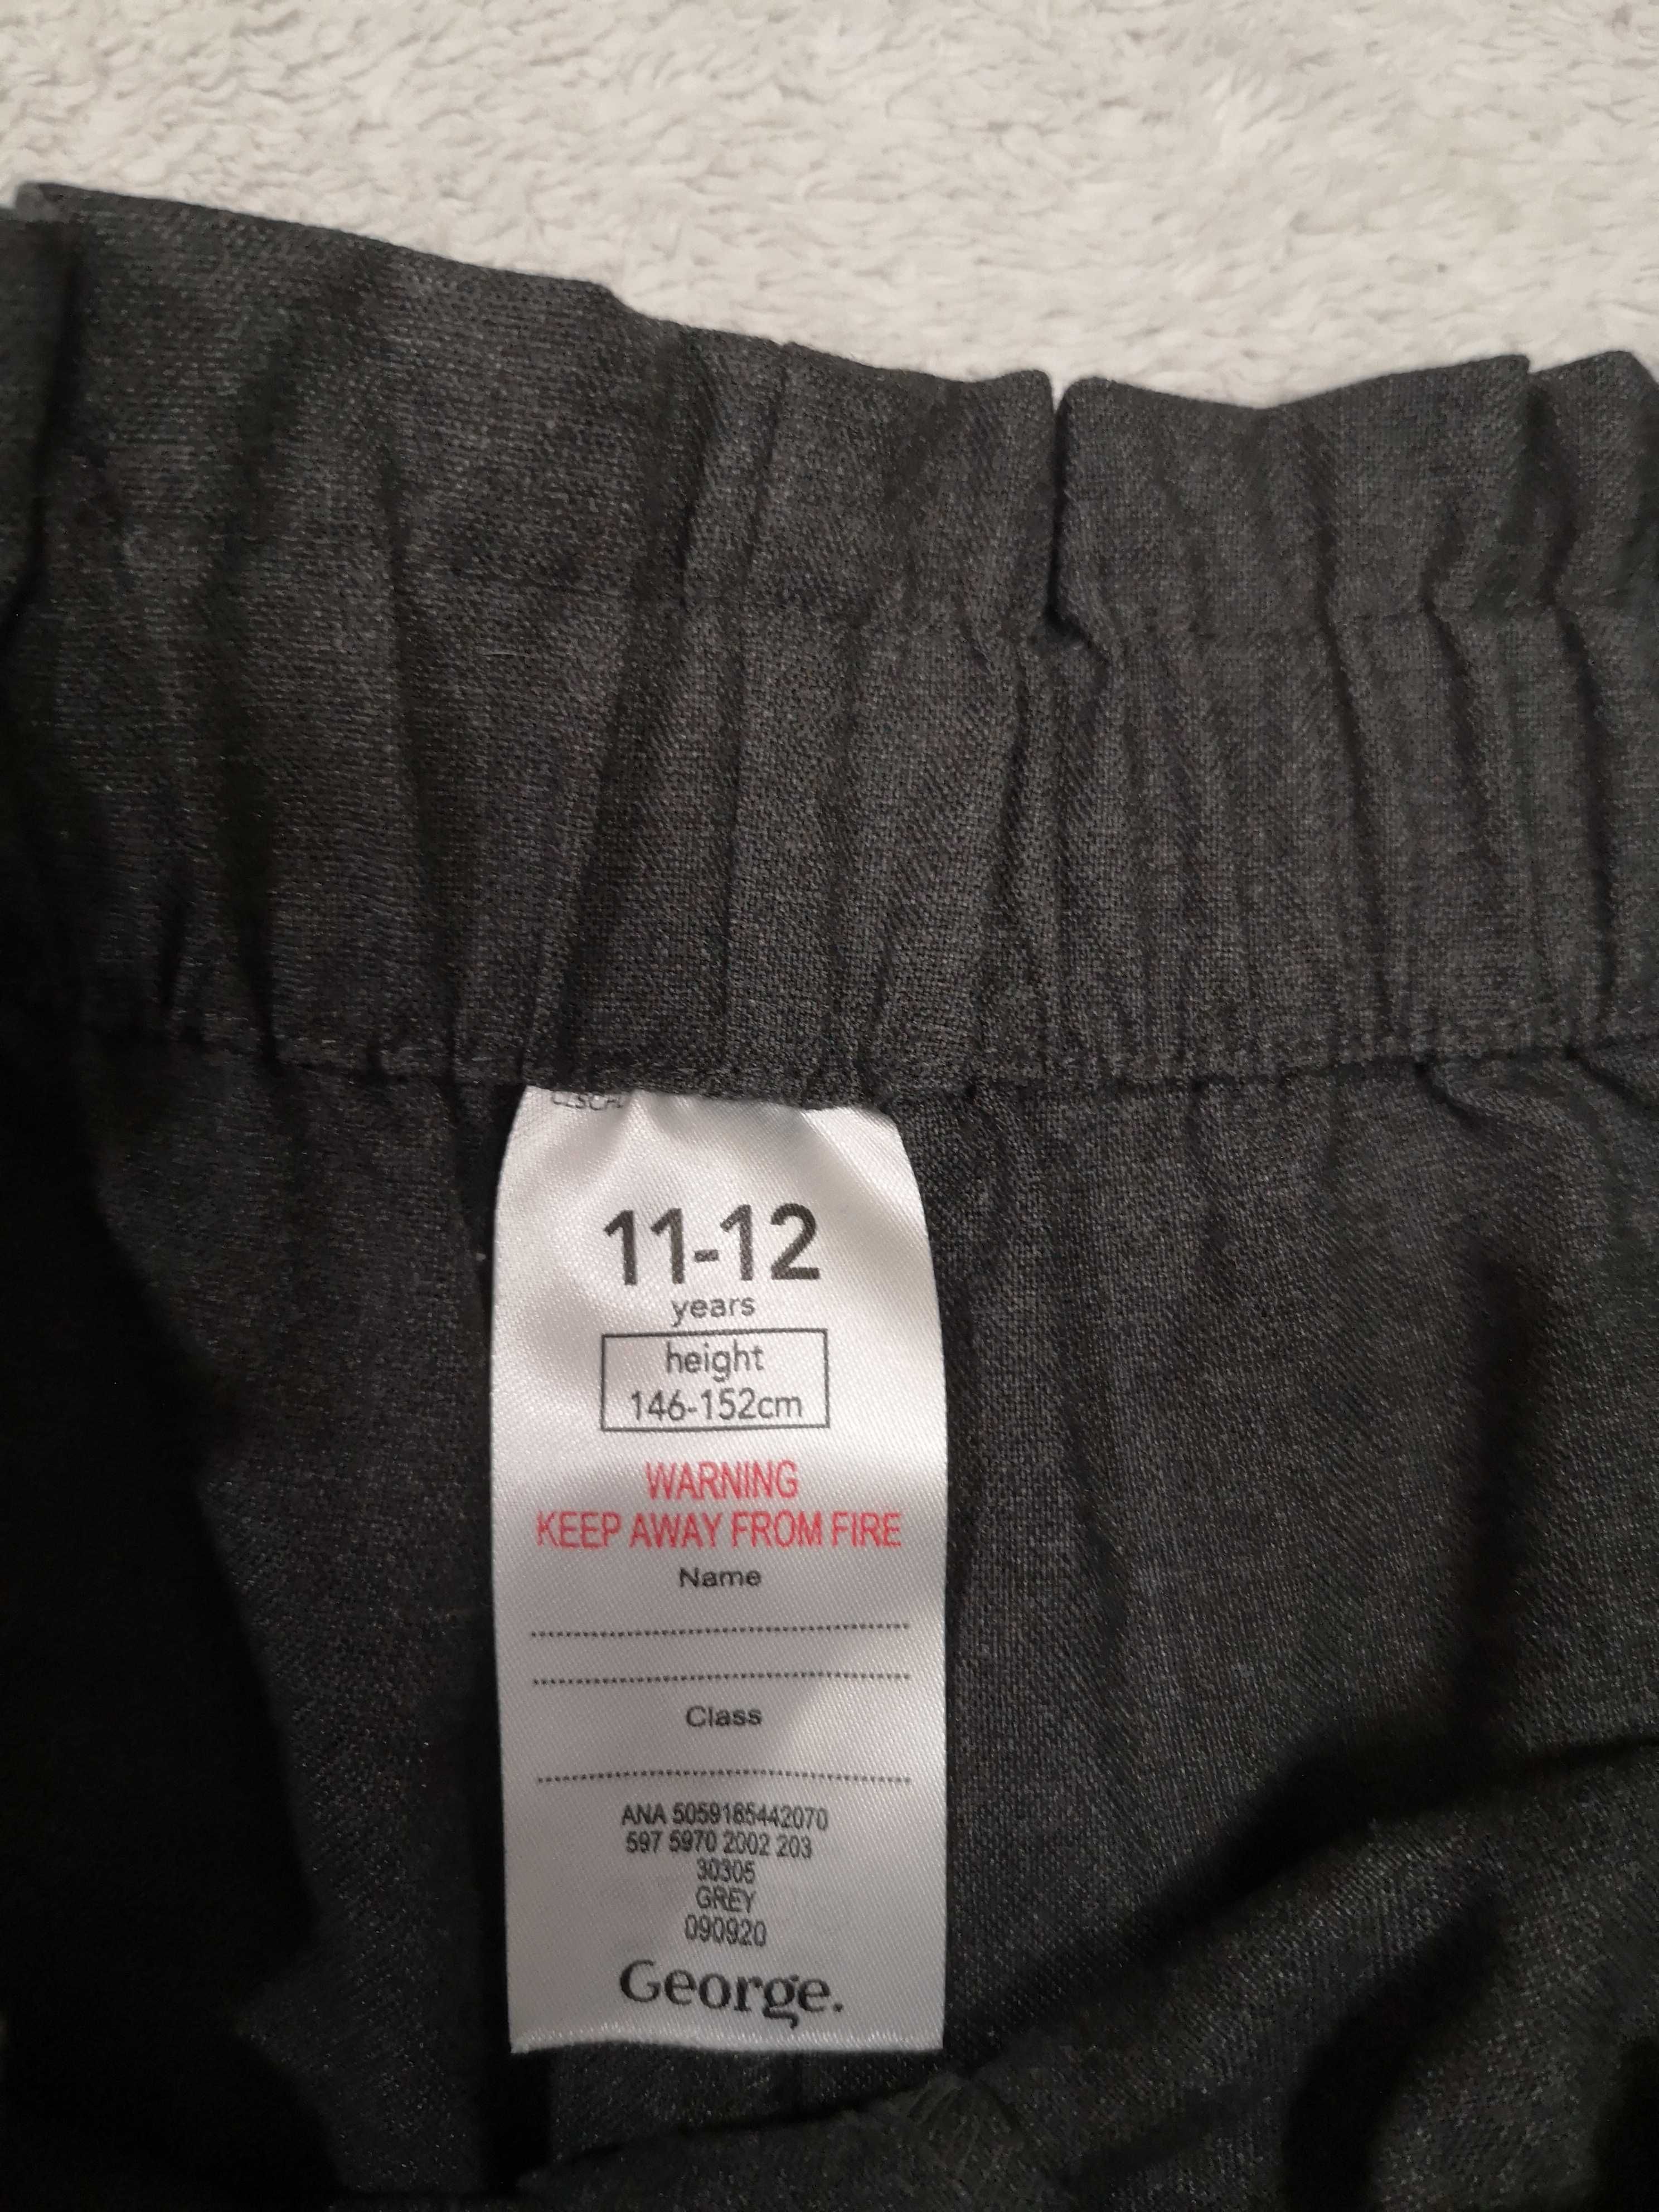 11-12
years
height
146-152cm
WARNING
KEEP AWAY FROM FIRE
Name
Class
ANA 5059185442070
597 5970 2002 203
30305
GREY
090920
George.